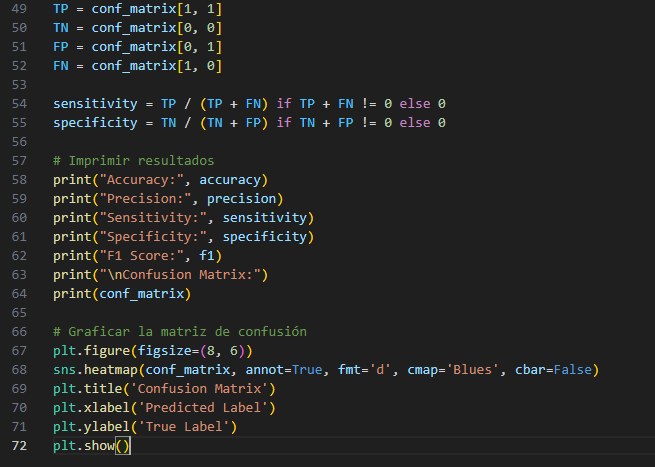 49 TP = conf_matrix[1, 1]
50 TN = conf_matrix[0, 0]
51 FP = conf_matrix[0, 1]
52 FN = conf_matrix[1, 0]
53
54 sensitivity = TP / (TP + FN) if TP + FN != 0 else 0
55 specificity = TN / (TN + FP) if TN + FP != 0 else 0
56
57 # Imprimir resultados
58 print("Accuracy:", accuracy)
59 print("Precision:", precision)
60 print("Sensitivity:", sensitivity)
61 print("Specificity:", specificity)
62 print("F1 Score:", f1)
63 print("\nConfusion Matrix:")
64 print(conf_matrix)
65
66 # Graficar la matriz de confusión
67 plt.figure(figsize=(8, 6))
68 sns.heatmap(conf_matrix, annot=True, fmt='d', cmap='Blues', cbar=False)
69 plt.title('Confusion Matrix')
70 plt.xlabel('Predicted Label')
71 plt.ylabel('True Label')
72 plt.show()